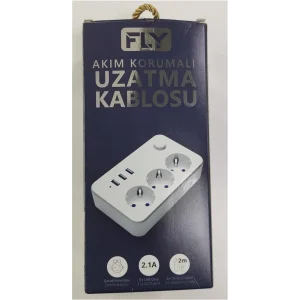 FLY
AKIM KORUMALI
UZATMA
KABLOSU
2.1A
2m